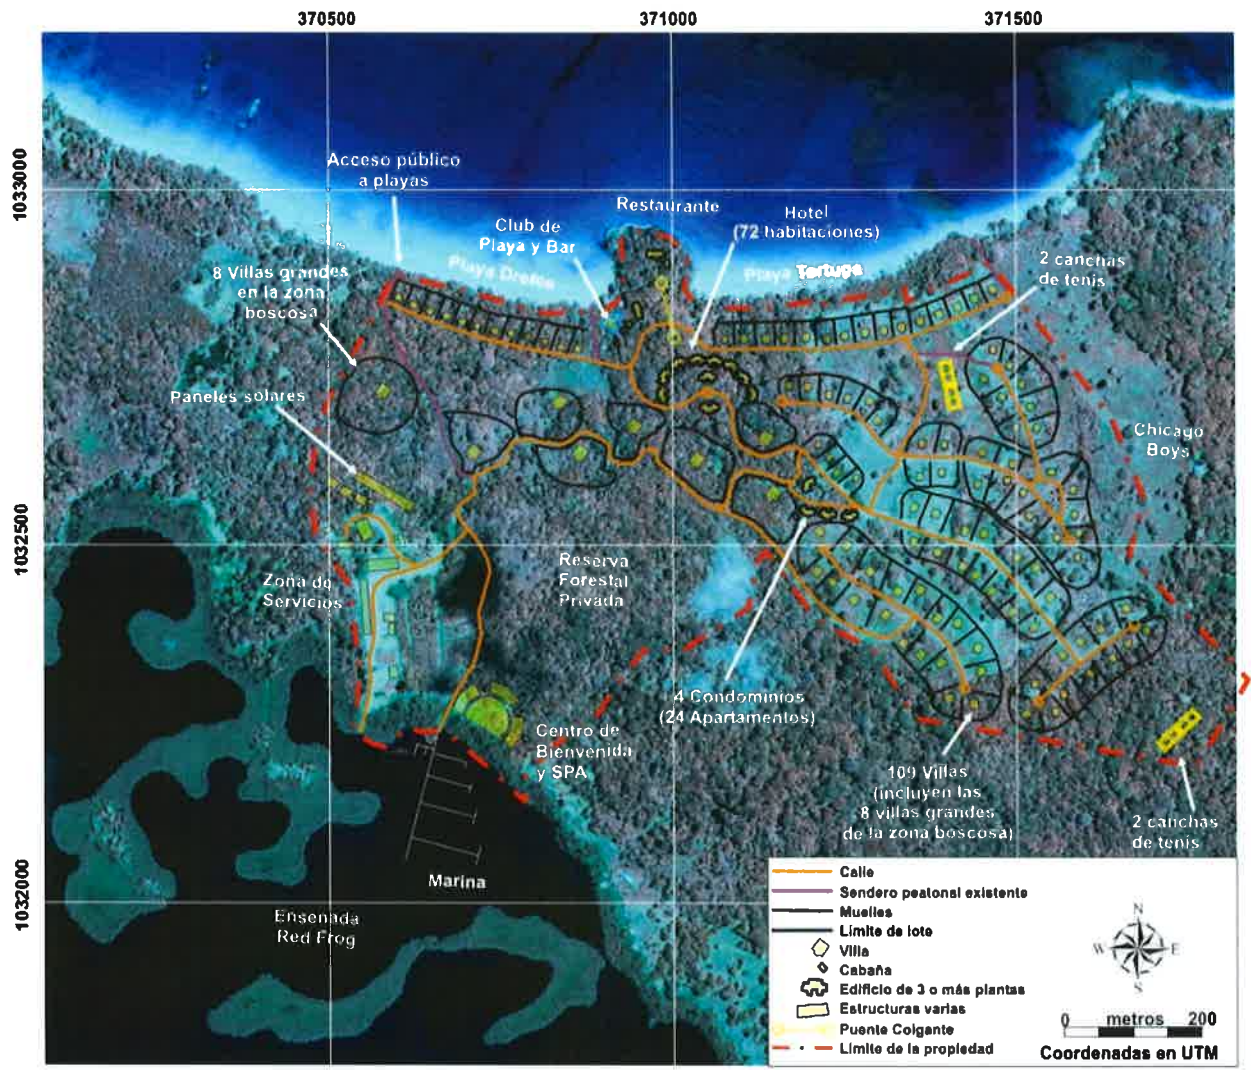 370500
371000
371500
1033000
1032500
1032000
Acceso público
a playas
Restaurante
Hotel
(72 habitaciones)
Club de
Playa y Bar
Playa
Playa Tortuga
2 canchas
de tenis
8 Villas grandes
en la zona
boscosa
Paneles solares
Chicago
Boys
Reserva
Forestal
Privada
Zona de
Servicios
4 Condominios
(24 Apartamentos)
Centro de
Bienvenida
y SPA
109 Villas
(incluyen las
8 villas grandes
de la zona boscosa)
2 canchas
de tenis
Marina
Ensenada
Red Frog
Calle
Sendero peatonal existente
Muelles
Límite de lote
Villa
Cabaña
Edificio de 3 o más plantas
Estructuras varias
Puente Colgante
Límite de la propiedad
N
W E
S
0 metros 200
Coordenadas en UTM